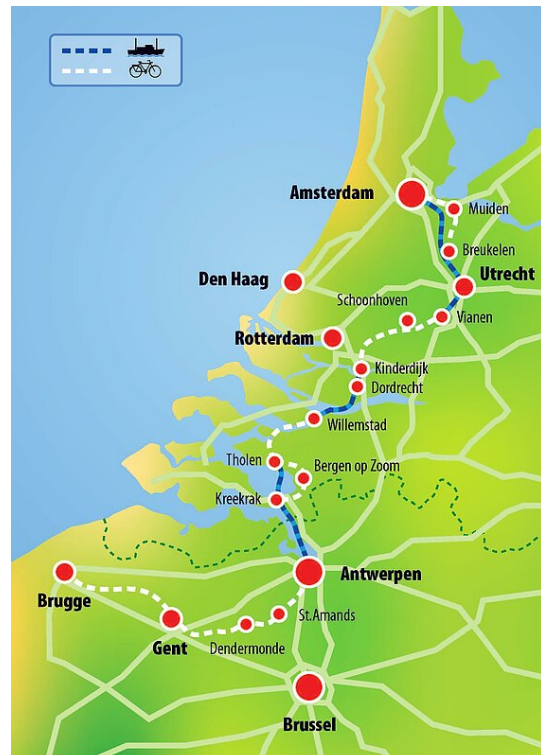 Amsterdam
Muiden
Breukelen
Utrecht
Den Haag
Schoonhoven
Vianen
Rotterdam
Kinderdijk
Dordrecht
Willemstad
Tholen
Bergen op Zoom
Kreekrak
Antwerpen
Brugge
St.Amands
Gent
Dendermonde
Brussel